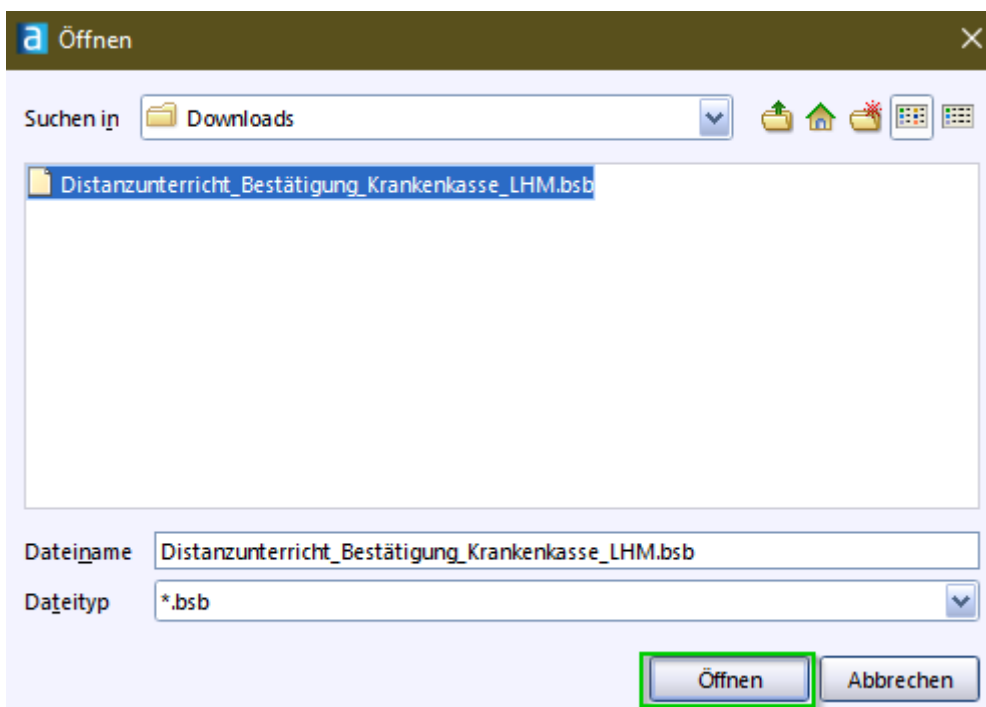 a Öffnen
Suchen in Downloads
Distanzunterricht_Bestätigung_Krankenkasse_LHM.bsb
Dateiname Distanzunterricht_Bestätigung_Krankenkasse_LHM.bsb
Dateityp *.bsb
Öffnen Abbrechen